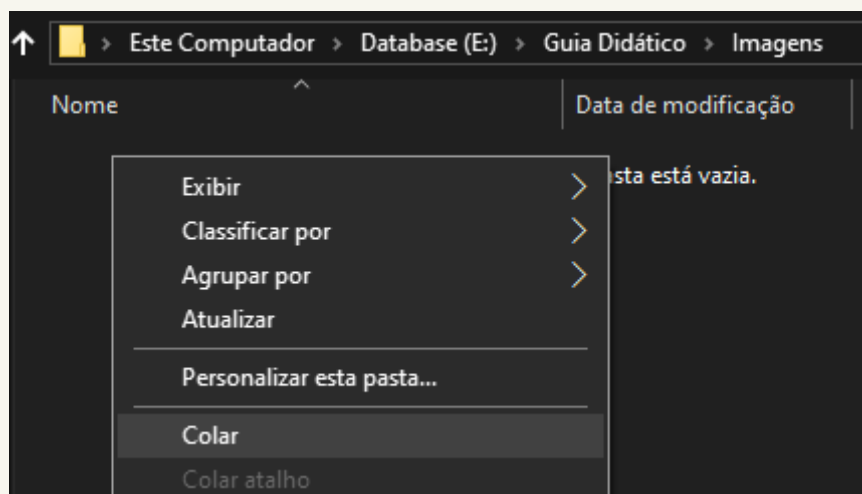 Este Computador > Database (E:) > Guia Didático > Imagens
Nome Data de modificação
está vazia.
Exibir
Classificar por
Agrupar por
Atualizar
Personalizar esta pasta...
Colar
Colar atalho